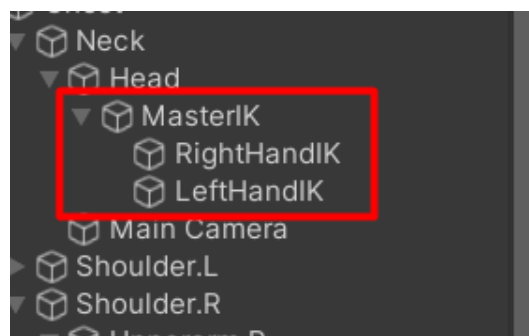 Neck
Head
MasterIK
RightHandIK
LeftHandIK
Main Camera
Shoulder.L
Shoulder.R